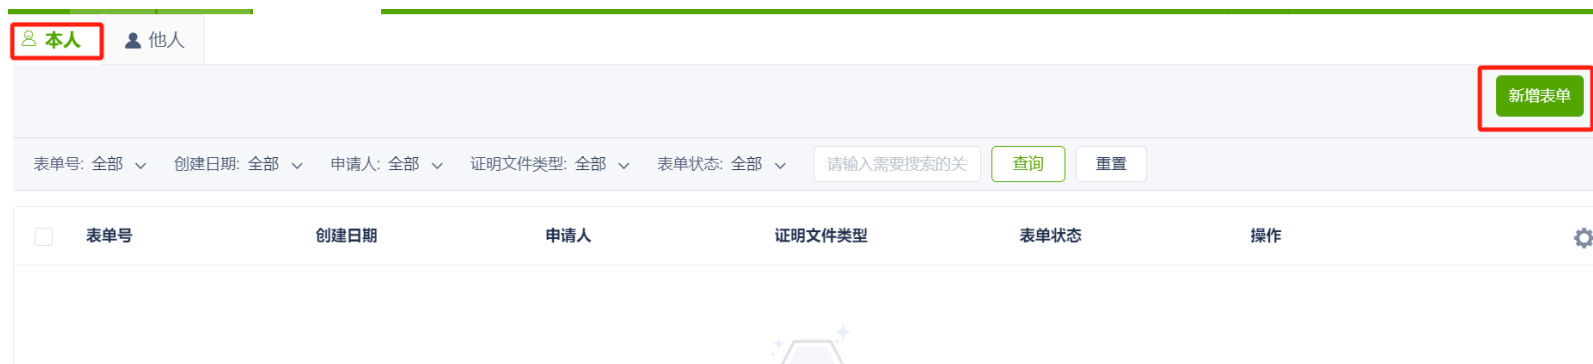 本人 他人
新增表单
表单号: 全部 创建日期: 全部 申请人: 全部 证明文件类型: 全部 表单状态: 全部 请输入需要搜索的关 查询 重置
表单号 创建日期 申请人 证明文件类型 表单状态 操作